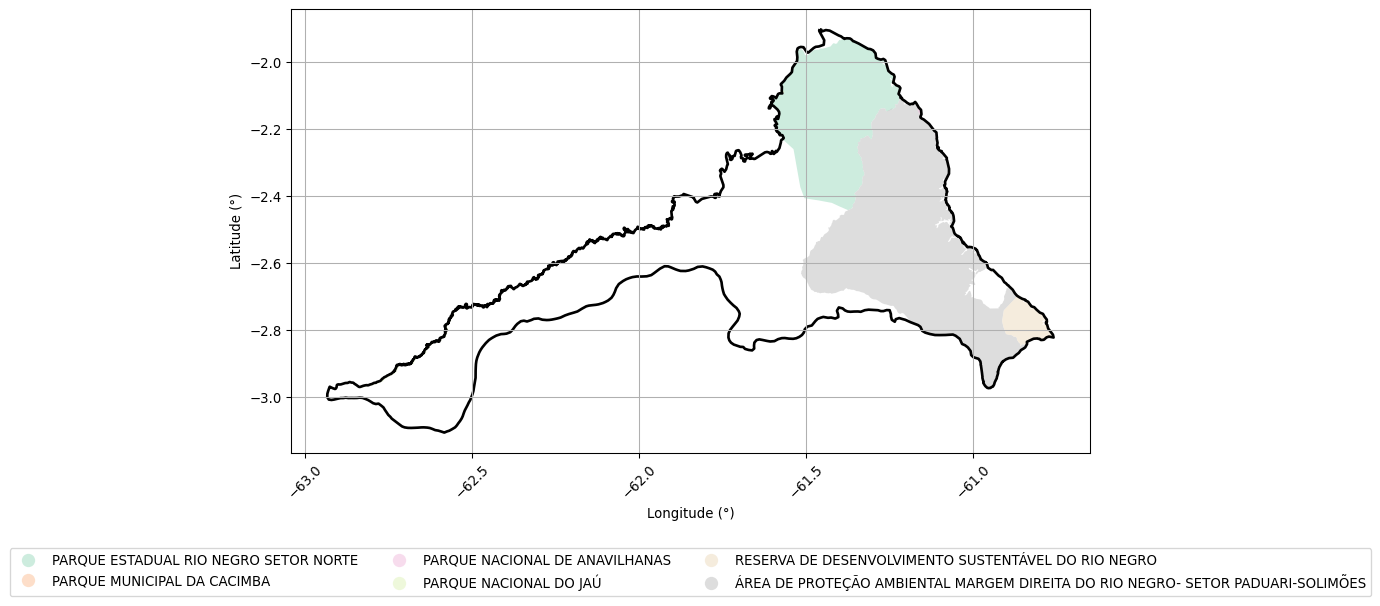 −2.0
−2.2
−2.4
−2.6
−2.8
−3.0
Latitude (°)
−63.0
−62.5
−62.0
−61.5
−61.0
Longitude (°)
PARQUE ESTADUAL RIO NEGRO SETOR NORTE
PARQUE MUNICIPAL DA CACIMBA
PARQUE NACIONAL DE ANAVILHANAS
PARQUE NACIONAL DO JAÚ
RESERVA DE DESENVOLVIMENTO SUSTENTÁVEL DO RIO NEGRO
ÁREA DE PROTEÇÃO AMBIENTAL MARGEM DIREITA DO RIO NEGRO- SETOR PADUARI-SOLIMÕES